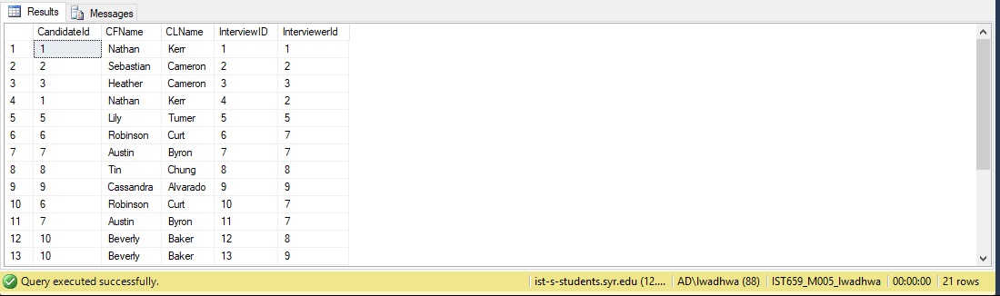 Results Messages
CandidateId CFName CLName InterviewID InterviewerId
1 1 Nathan Kerr 1 1
2 2 Sebastian Cameron 2 2
3 3 Heather Cameron 3 3
4 1 Nathan Kerr 4 2
5 5 Lily Turner 5 5
6 6 Robinson Curt 6 7
7 7 Austin Byron 7 7
8 8 Tin Chung 8 8
9 9 Cassandra Alvarado 9 9
10 6 Robinson Curt 10 7
11 7 Austin Byron 11 7
12 10 Beverly Baker 12 8
13 10 Beverly Baker 13 9
Query executed successfully. ist-s-students.syr.edu (12.... AD\lwadhwa (88) IST659_M005_lwadhwa 00:00:00 21 rows